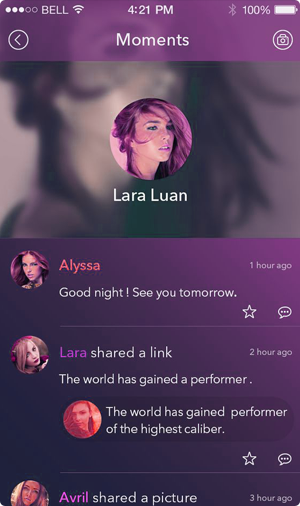 BELL 4:21 PM 100%
Moments
Lara Luan
Alyssa 1 hour ago
Good night ! See you tomorrow.
Lara shared a link 2 hour ago
The world has gained a performer .
The world has gained performer
of the highest caliber.
Avril shared a picture 3 hour ago